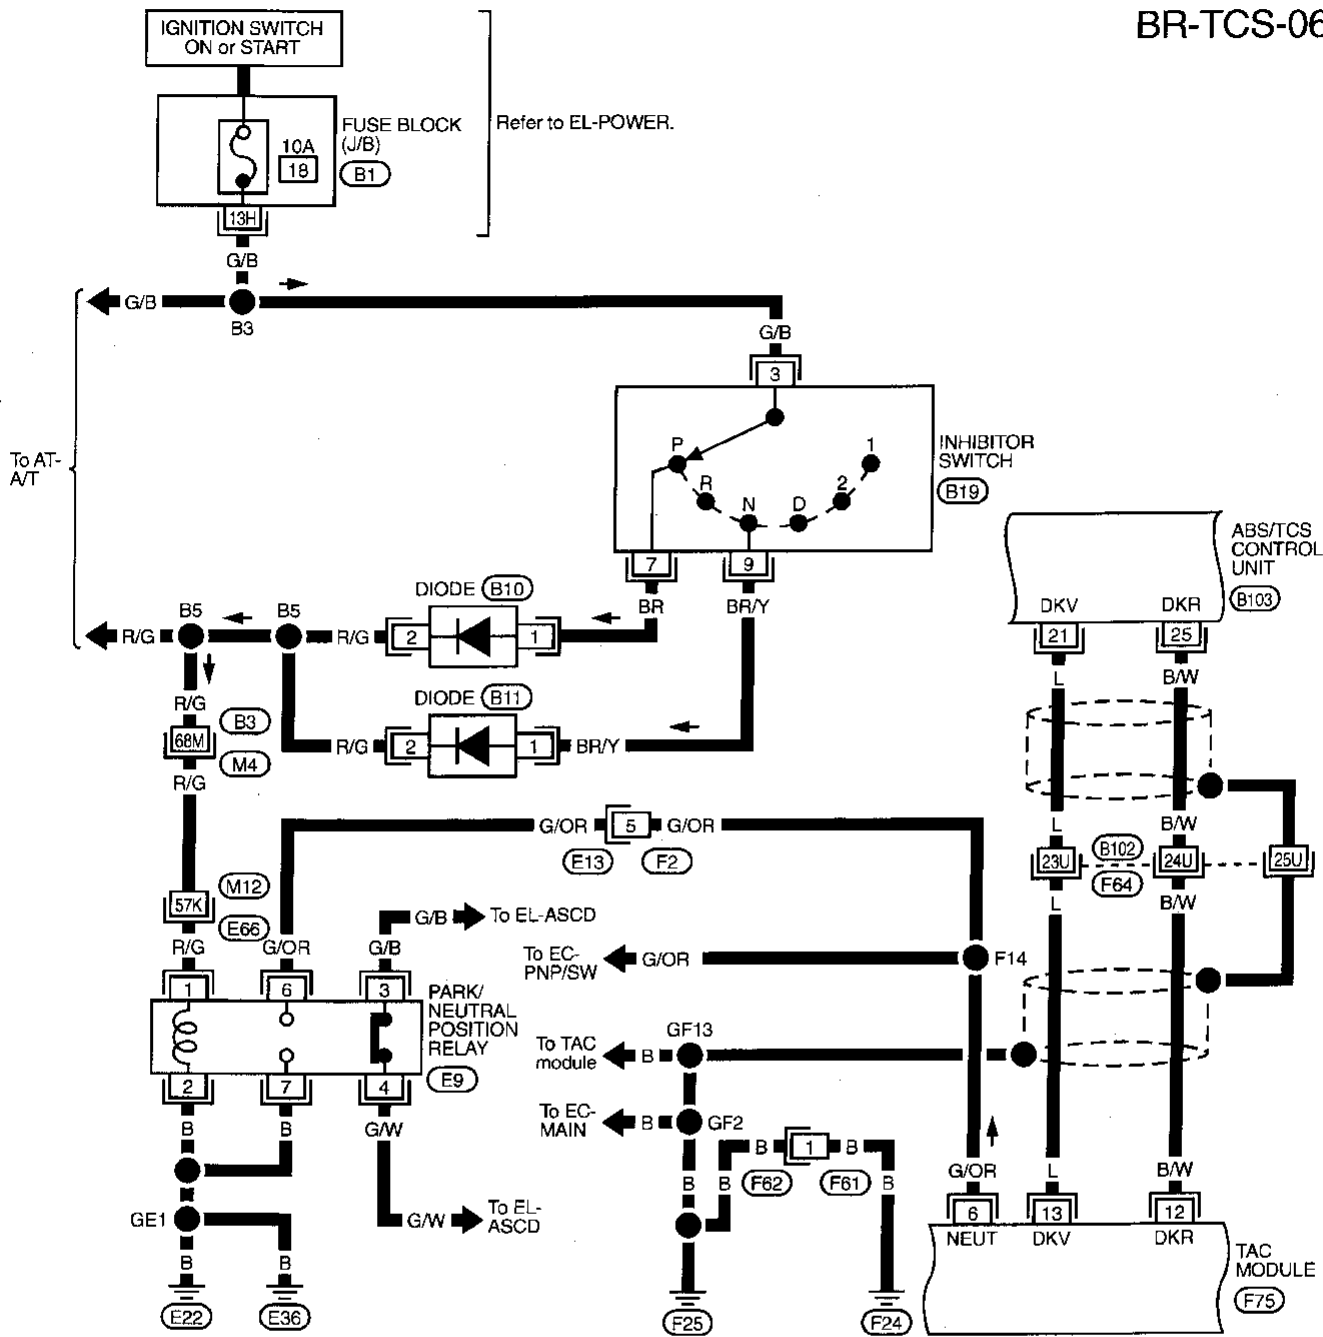 BR-TCS-06
IGNITION SWITCH
ON or START
FUSE BLOCK
(J/B)
B1
10A
18
Refer to EL-POWER.
13H
G/B
G/B
B3
G/B
3
To AT-
A/T
P
R
N
D
2
1
INHIBITOR
SWITCH
B19
7
9
BR
BR/Y
DIODE B10
B5
B5
R/G
R/G
2
1
DIODE B11
R/G
2
1
BR/Y
R/G
68M
B3
M4
R/G
ABS/TCS
CONTROL
UNIT
B103
DKV
DKR
21
25
L
B/W
L
B/W
23U
B102
F64
24U
25U
L
B/W
G/OR
5
G/OR
E13
F2
57K
M12
E66
R/G
G/OR
G/B
G/B
To EL-ASCD
To EC-
PNP/SW
G/OR
F14
1
6
3
PARK/
NEUTRAL
POSITION
RELAY
E9
2
7
4
B
B
G/W
GF13
To TAC
module
B
To EC-
MAIN
B
GF2
B
1
B
F62
F61
B
B
B
G/OR
L
B/W
GE1
G/W
To EL-
ASCD
B
B
E22
E36
F25
F24
6
13
12
NEUT
DKV
DKR
TAC
MODULE
F75